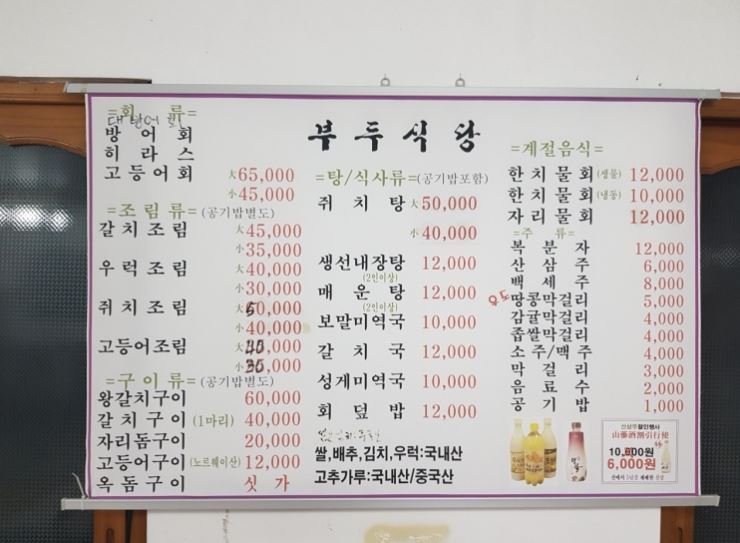 부두식당
=회 류=
대방어 회
방어회
히라스
고등어회 大65,000
小45,000
=조림류=(공기밥별도)
갈치조림 大45,000
小35,000
우럭조림 大40,000
小30,000
쥐치조림 大50,000
小40,000
고등어조림 大 ,000
小30,000
=구이류=(공기밥별도)
왕갈치구이 60,000
갈치구이(1마리) 40,000
자리돔구이 20,000
고등어구이(노르웨이산) 12,000
옥돔구이 싯가
=탕/식사류=(공기밥포함)
쥐치탕 大50,000
小40,000
생선내장탕 12,000
(2인이상)
매운탕 12,000
(2인이상)
보말미역국 10,000
갈치국 12,000
성게미역국 10,000
회덮밥 12,000
쌀,배추,김치,우럭:국내산
고추가루:국내산/중국산
=계절음식=
한치물회(생물) 12,000
한치물회(냉동) 10,000
자리물회 12,000
=주 류=
복분자 12,000
산삼주 6,000
백세주 8,000
우도 땅콩막걸리 5,000
감귤막걸리 4,000
좁쌀막걸리 4,000
소주/맥주 4,000
막걸리 3,000
음료수 2,000
공기밥 1,000
산삼주할인행사
山蔘酒割引行使
10,000원
6,000원